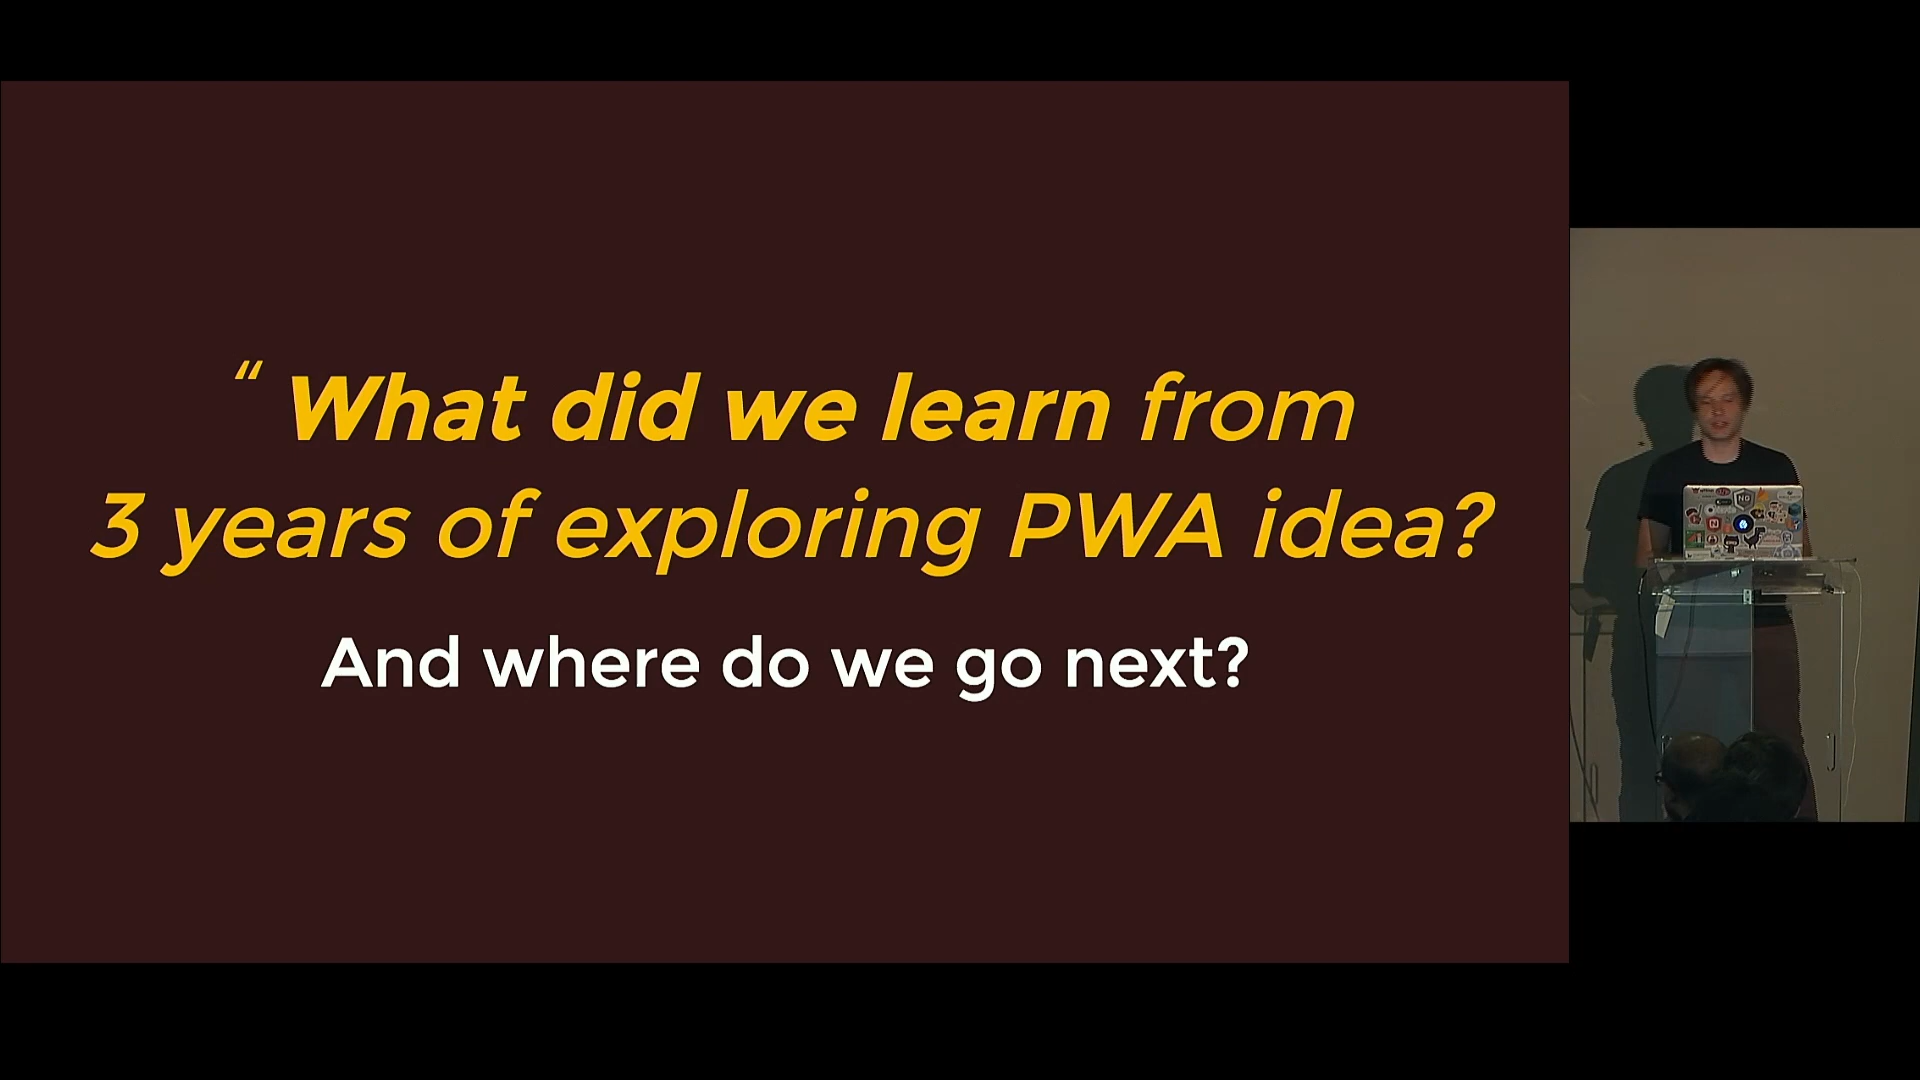 “ What did we learn from
3 years of exploring PWA idea?
And where do we go next?